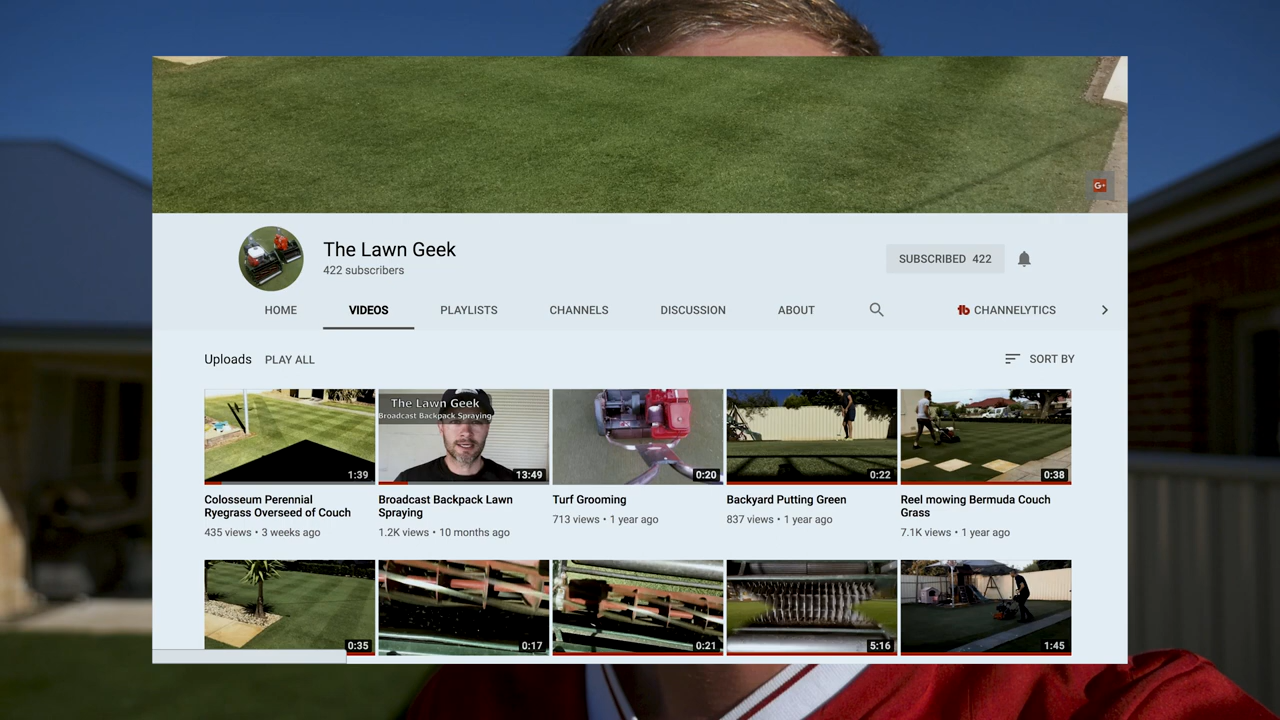 G+
The Lawn Geek
422 subscribers
SUBSCRIBED 422
HOME
VIDEOS
PLAYLISTS
CHANNELS
DISCUSSION
ABOUT
tb CHANNELYTICS
Uploads
PLAY ALL
SORT BY
1:39
The Lawn Geek
Broadcast Backpack Spraying
13:49
0:20
0:22
0:38
Colosseum Perennial
Ryegrass Overseed of Couch
435 views • 3 weeks ago
Broadcast Backpack Lawn
Spraying
1.2K views • 10 months ago
Turf Grooming
713 views • 1 year ago
Backyard Putting Green
837 views • 1 year ago
Reel mowing Bermuda Couch
Grass
7.1K views • 1 year ago
0:35
0:17
0:21
5:16
1:45